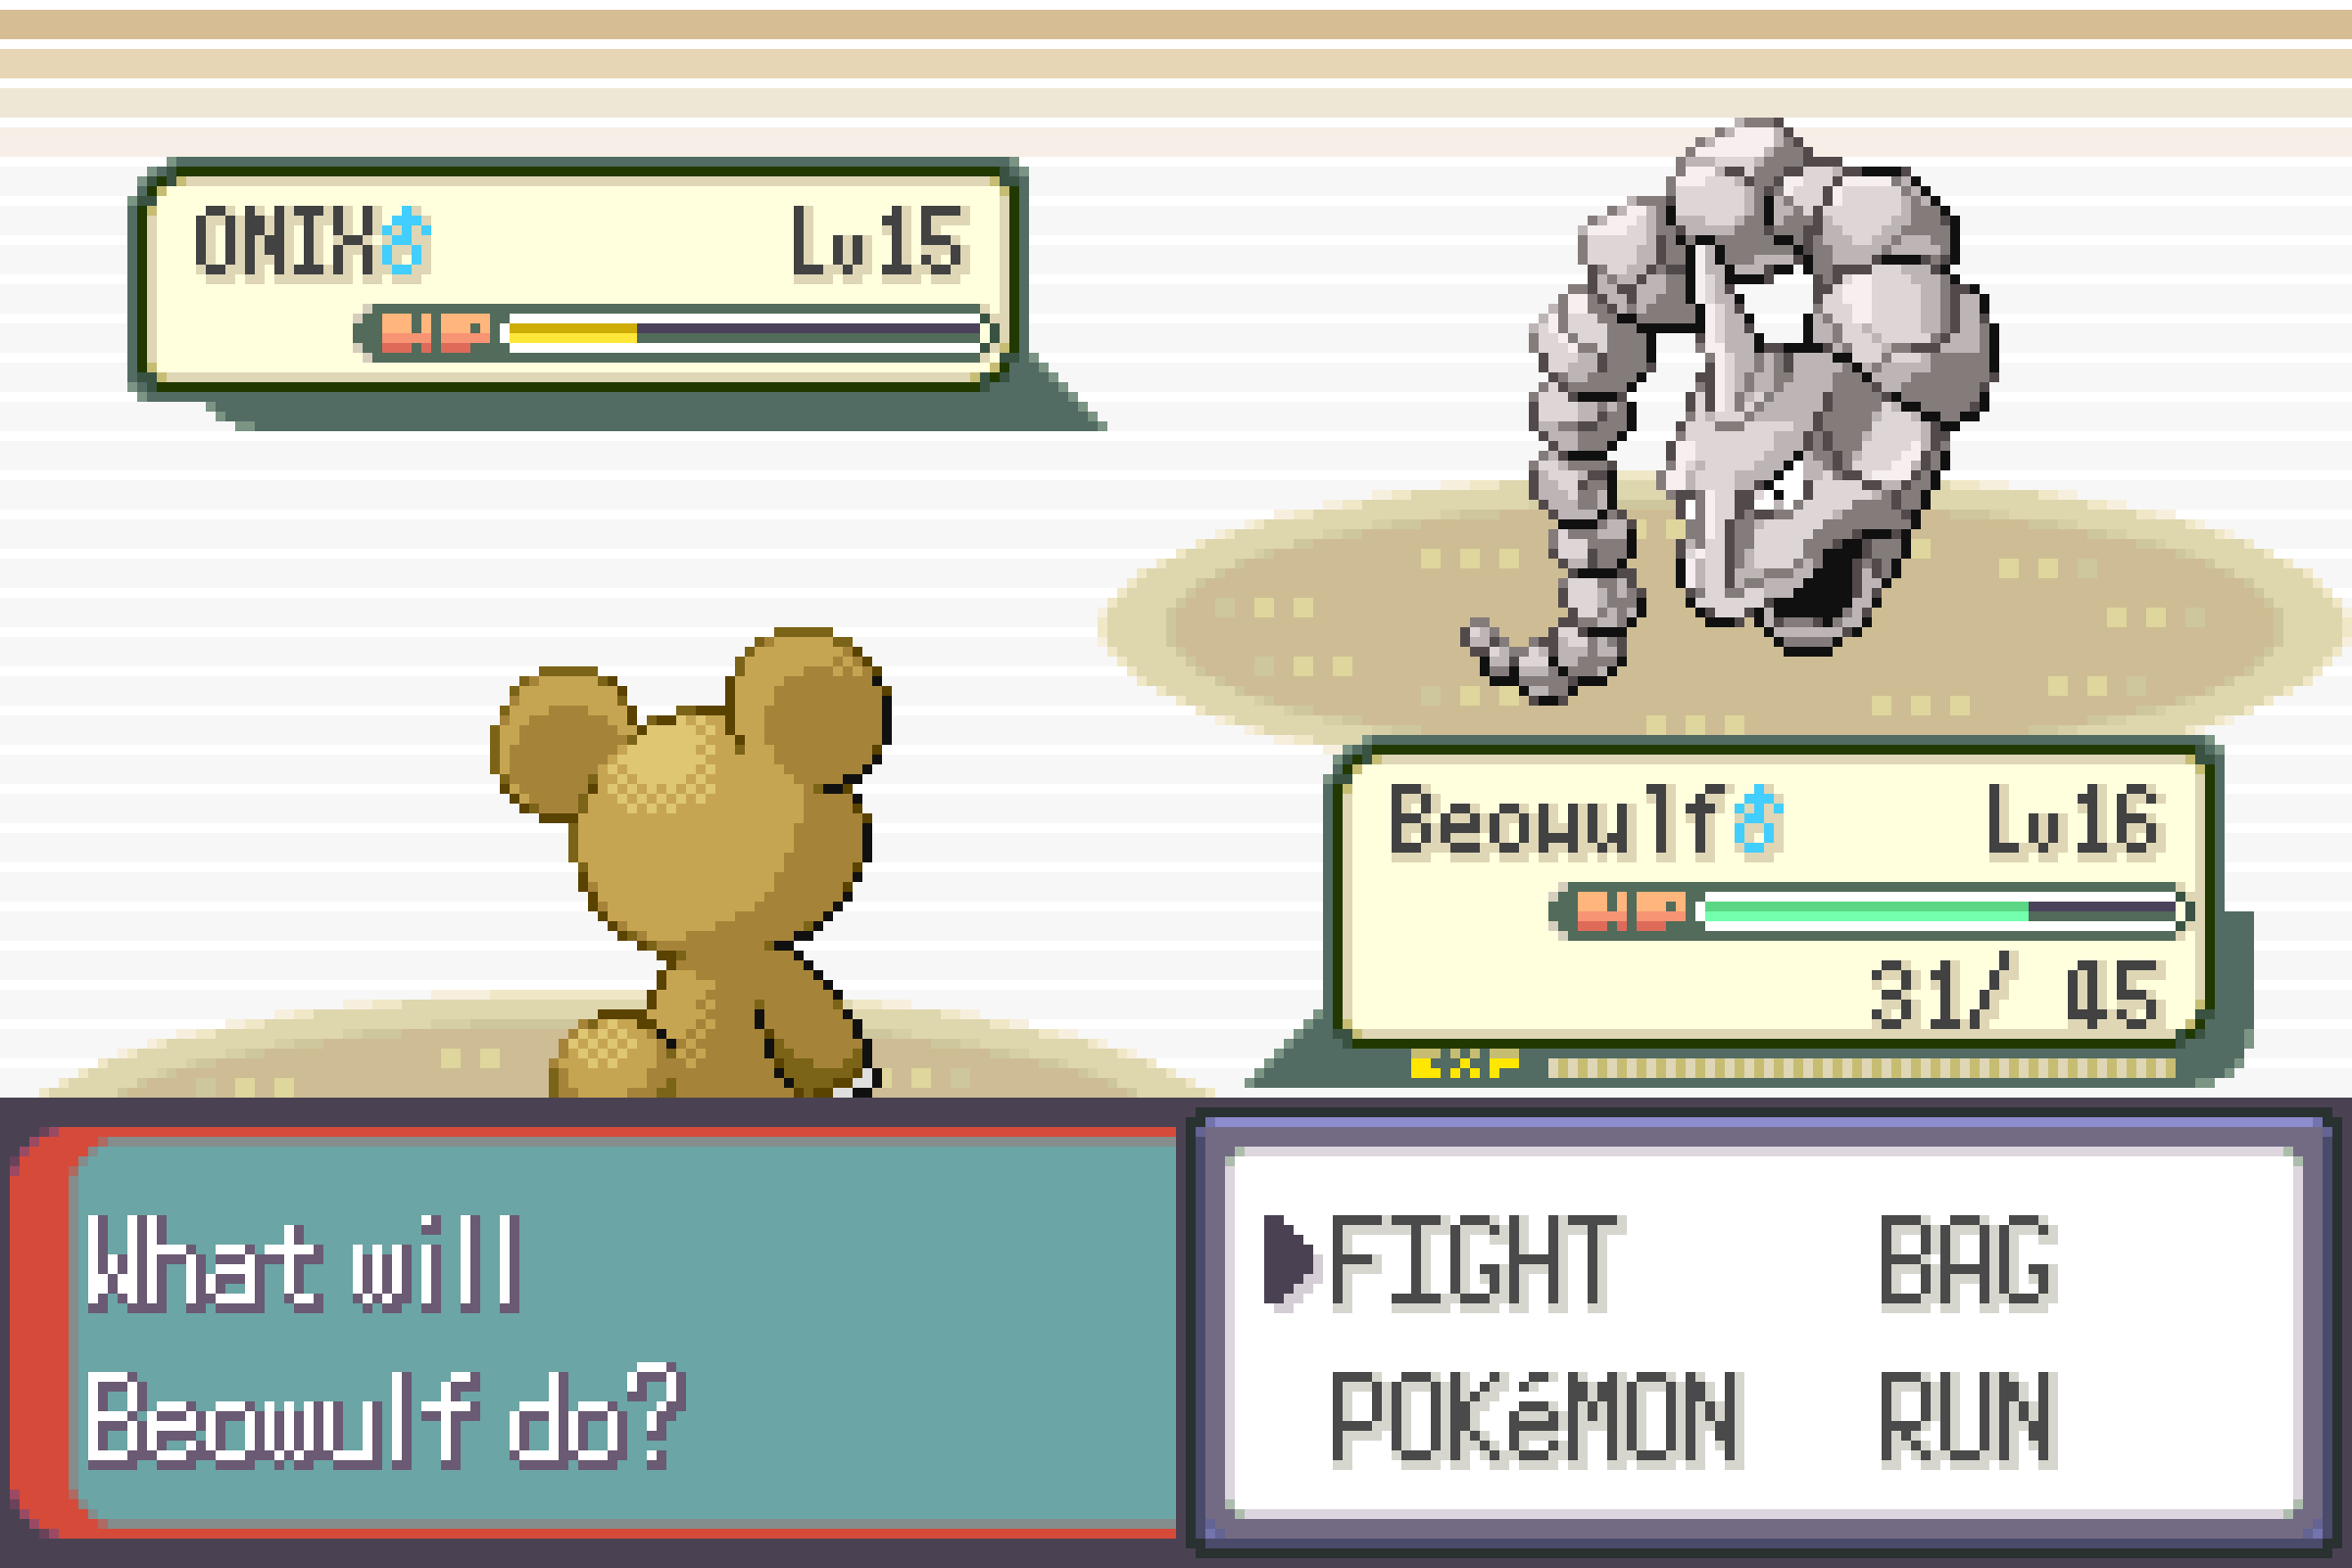 ONIX♂ Lv15
HP
Beowulf♂ Lv16
HP
31/ 45
EXP
What will
Beowulf do?
FIGHT BAG
POKéMON RUN